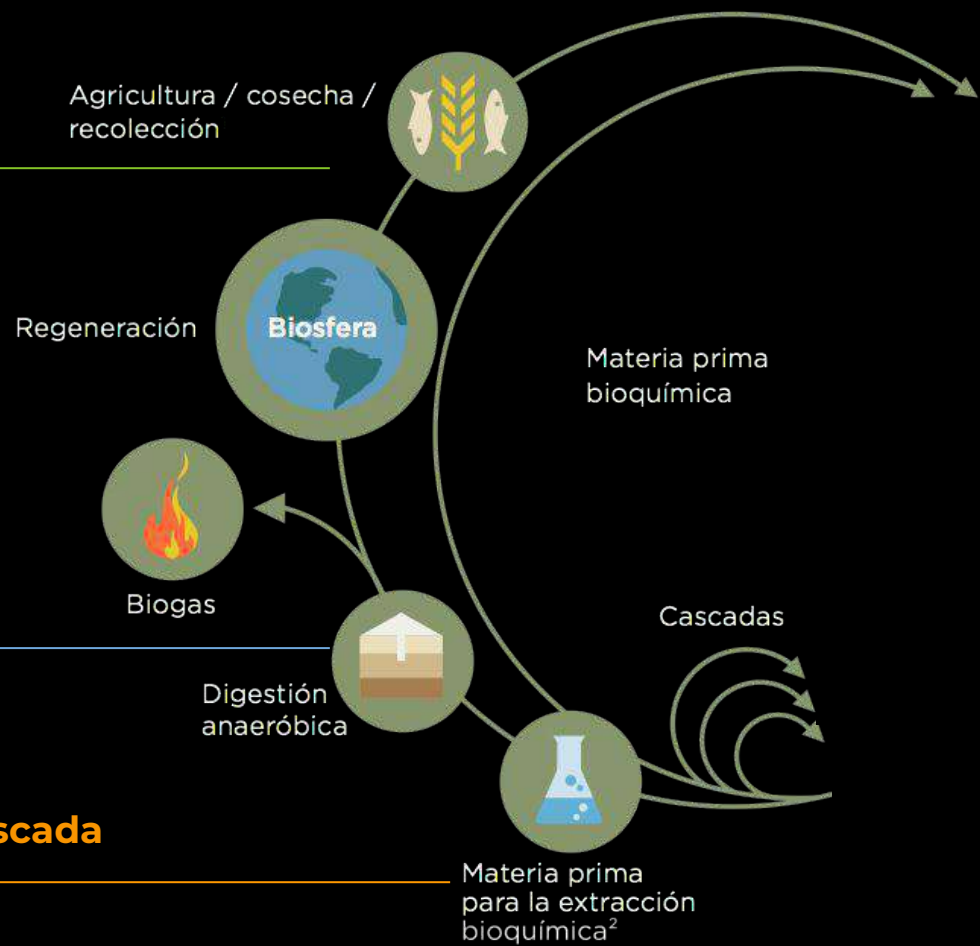 Agricultura / cosecha /
recolección
Regeneración
Biosfera
Materia prima
bioquímica
Biogas
Cascadas
Digestión
anaeróbica
scada
Materia prima
para la extracción
bioquímica²